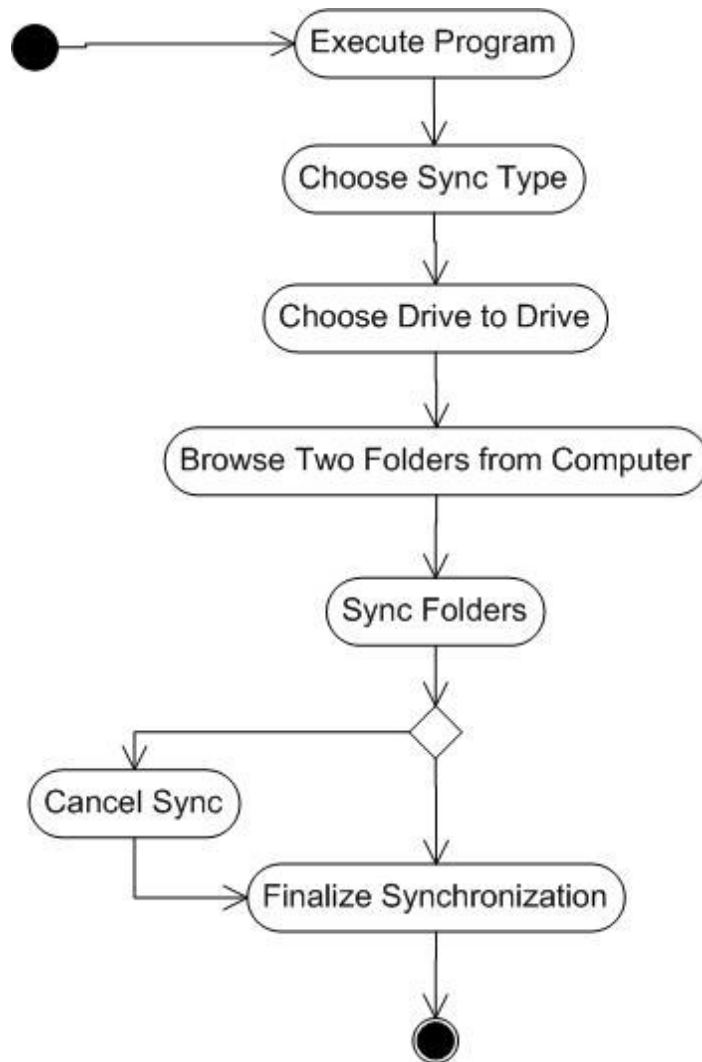 Execute Program
Choose Sync Type
Choose Drive to Drive
Browse Two Folders from Computer
Sync Folders
Cancel Sync
Finalize Synchronization